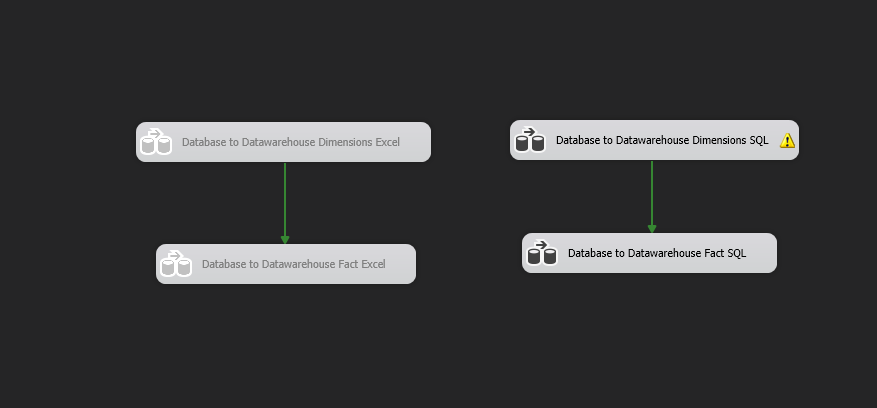 Database to Datawarehouse Dimensions Excel
Database to Datawarehouse Dimensions SQL
Database to Datawarehouse Fact Excel
Database to Datawarehouse Fact SQL